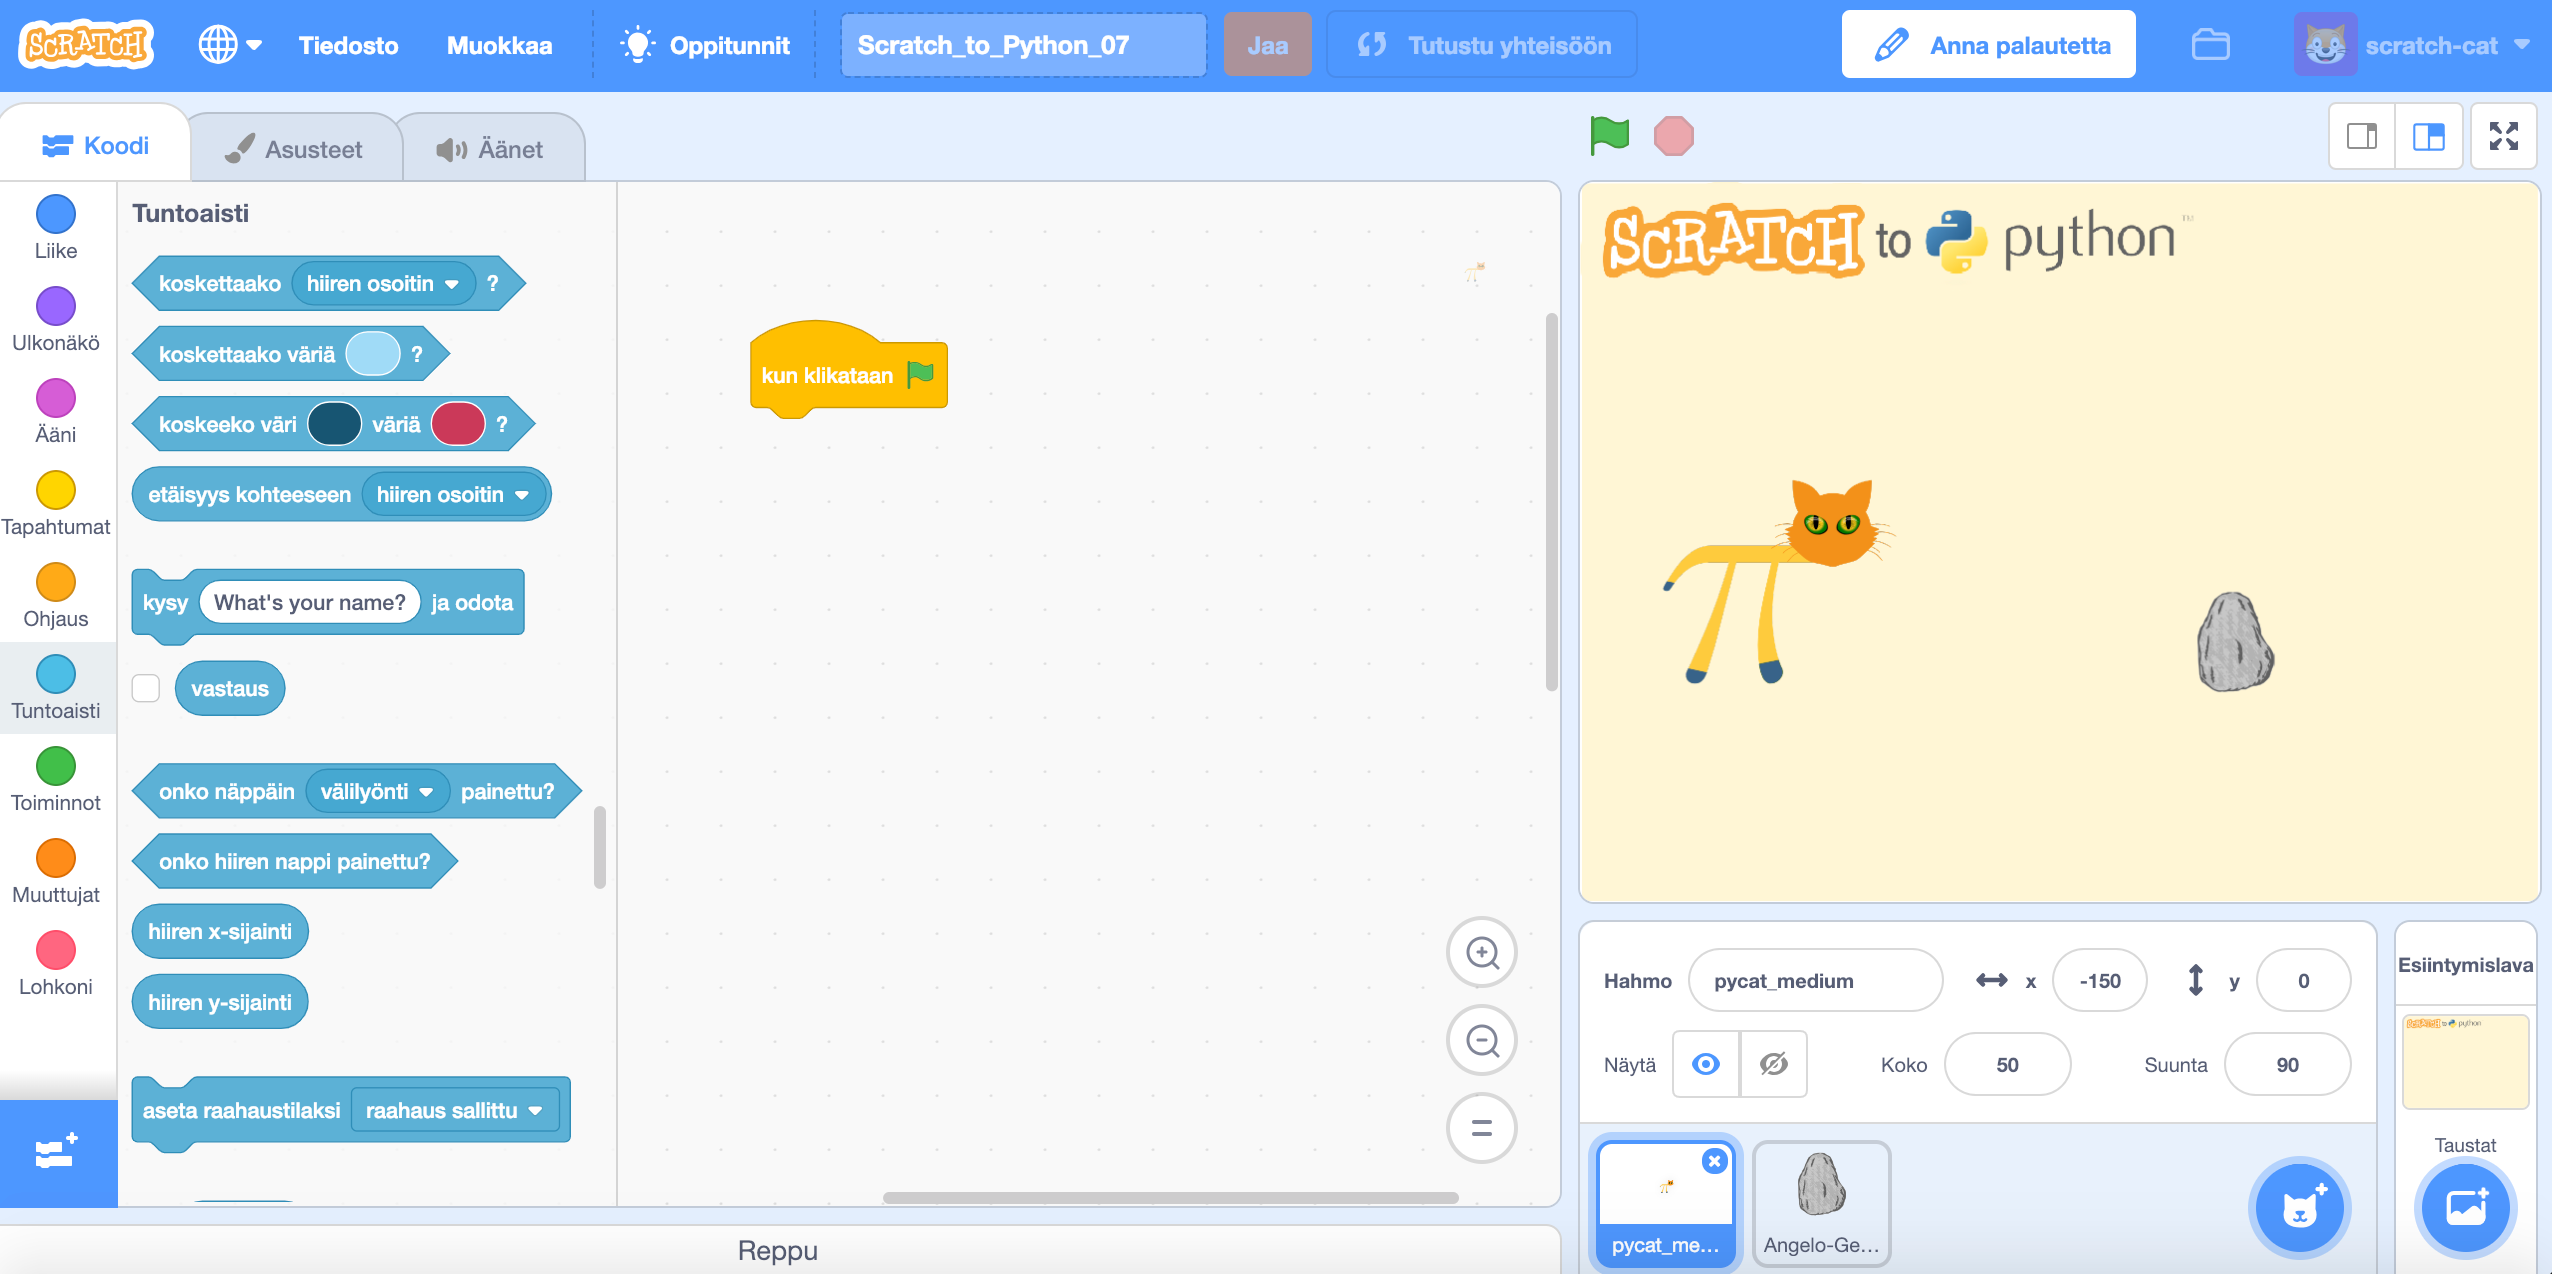 SCRATCH
Tiedosto
Muokkaa
Oppitunnit
Scratch_to_Python_07
Jaa
Tutustu yhteisöön
Anna palautetta
scratch-cat
Koodi
Asusteet
Äänet
Liike
Ulkonäkö
Ääni
Tapahtumat
Ohjaus
Tuntoaisti
Toiminnot
Muuttujat
Lohkoni
Tuntoaisti
koskettaako hiiren osoitin ?
koskettaako väriä ?
koskeeko väri väriä ?
etäisyys kohteeseen hiiren osoitin
kysy What's your name? ja odota
vastaus
onko näppäin välilyönti painettu?
onko hiiren nappi painettu?
hiiren x-sijainti
hiiren y-sijainti
aseta raahaustilaksi raahaus sallittu
kun klikataan
Reppu
SCRATCH to python ™
Hahmo pycat_medium x -150 y 0
Näytä Koko 50 Suunta 90
pycat_me...
Angelo-Ge...
Esiintymislava
SCRATCH to python
Taustat